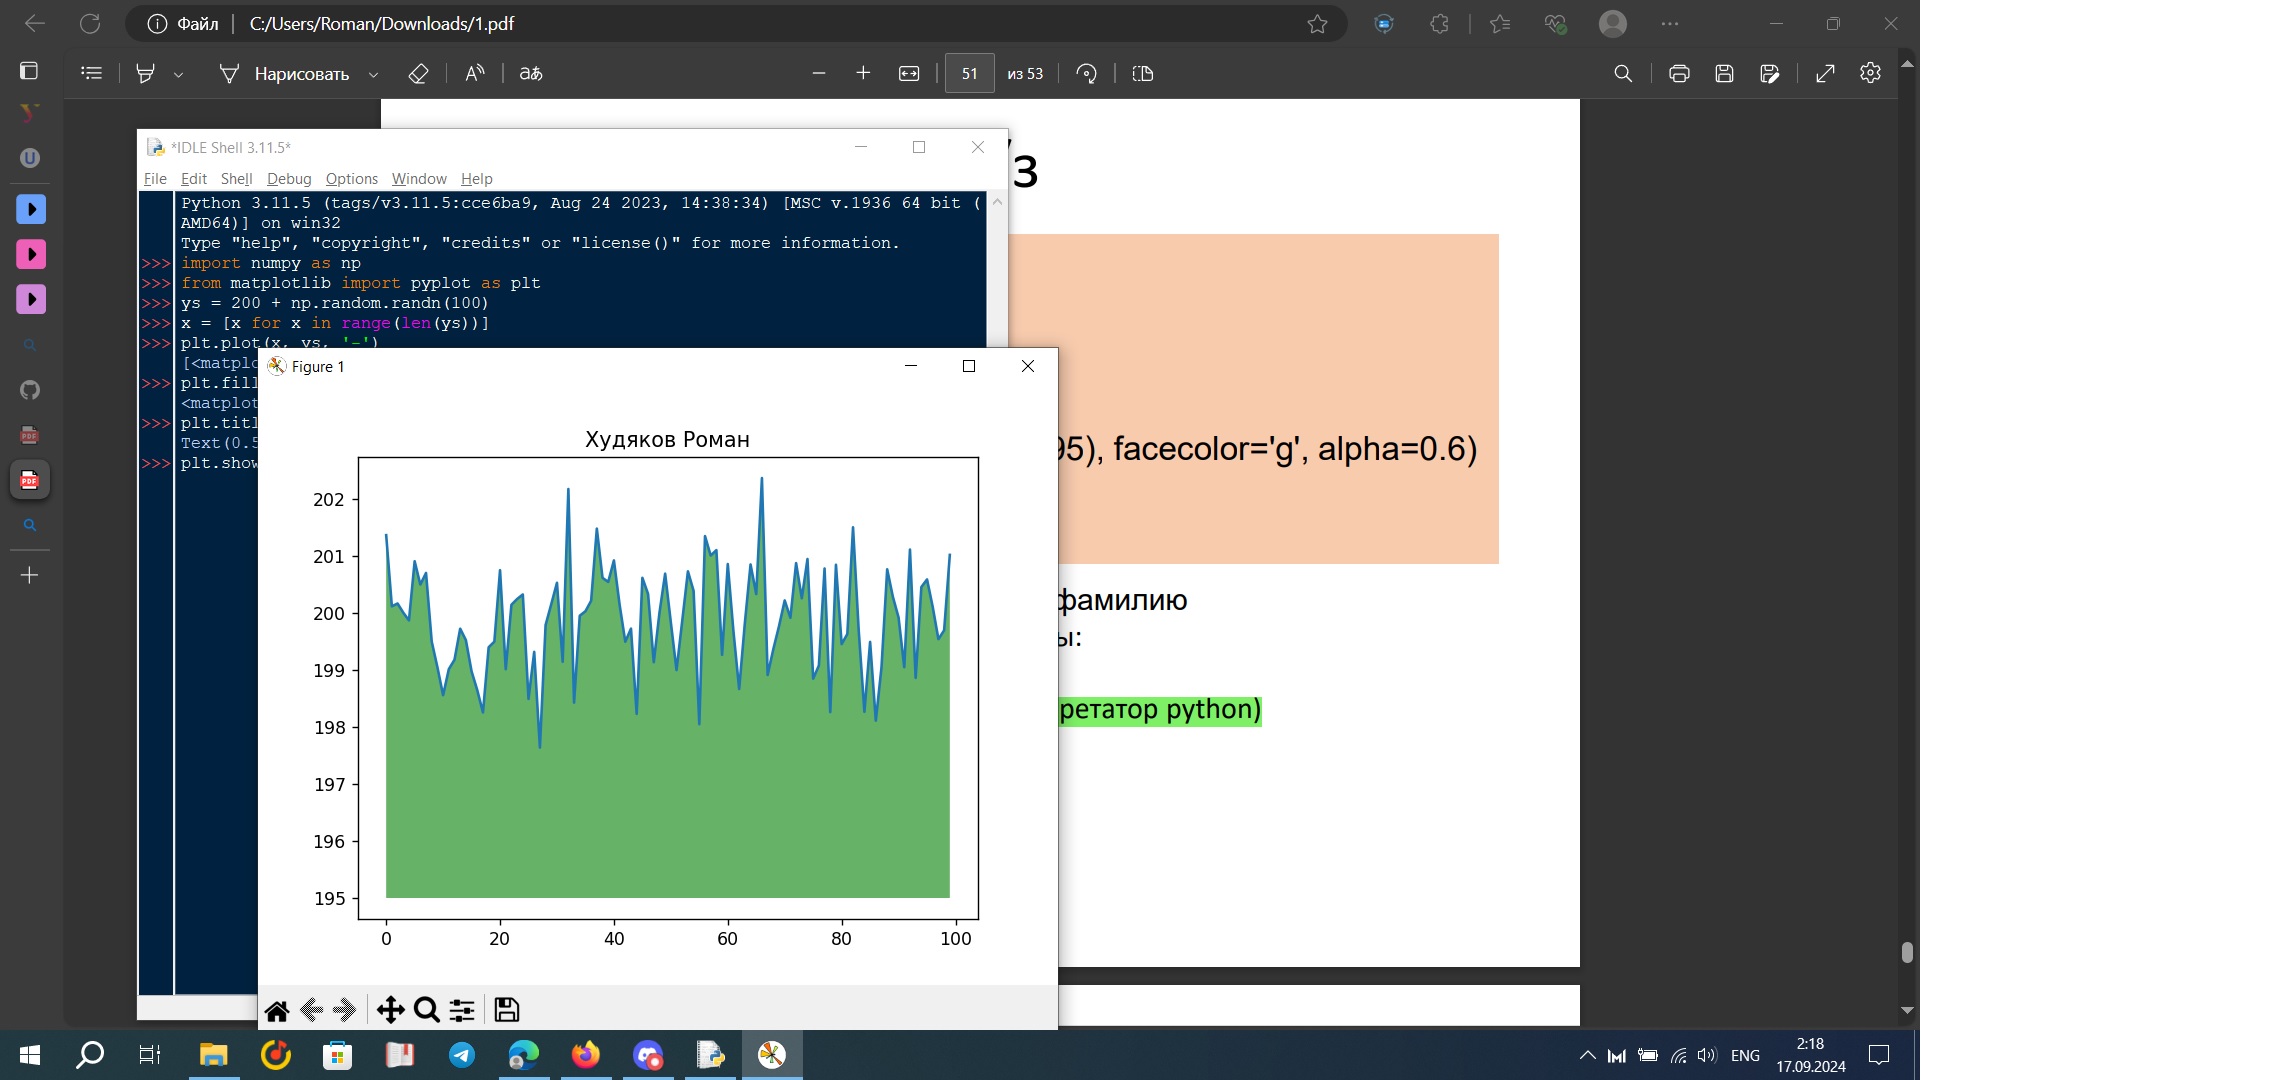 Файл
C:/Users/Roman/Downloads/1.pdf
Нарисовать
аあ
51
из 53
/з
*IDLE Shell 3.11.5*
File Edit Shell Debug Options Window Help
Python 3.11.5 (tags/v3.11.5:cce6ba9, Aug 24 2023, 14:38:34) [MSC v.1936 64 bit (
AMD64)] on win32
Type "help", "copyright", "credits" or "license()" for more information.
>>> import numpy as np
>>> from matplotlib import pyplot as plt
>>> ys = 200 + np.random.randn(100)
>>> x = [x for x in range(len(ys))]
>>> plt.plot(x, ys, '-')
[<matplo
>>> plt.fill
<matplot
>>> plt.titl
Text(0.5
>>> plt.show
Figure 1
Худяков Роман
202
201
200
199
198
197
196
195
0 20 40 60 80 100
95), facecolor='g', alpha=0.6)
фамилию
ы:
ретатор python)
ENG
2:18
17.09.2024